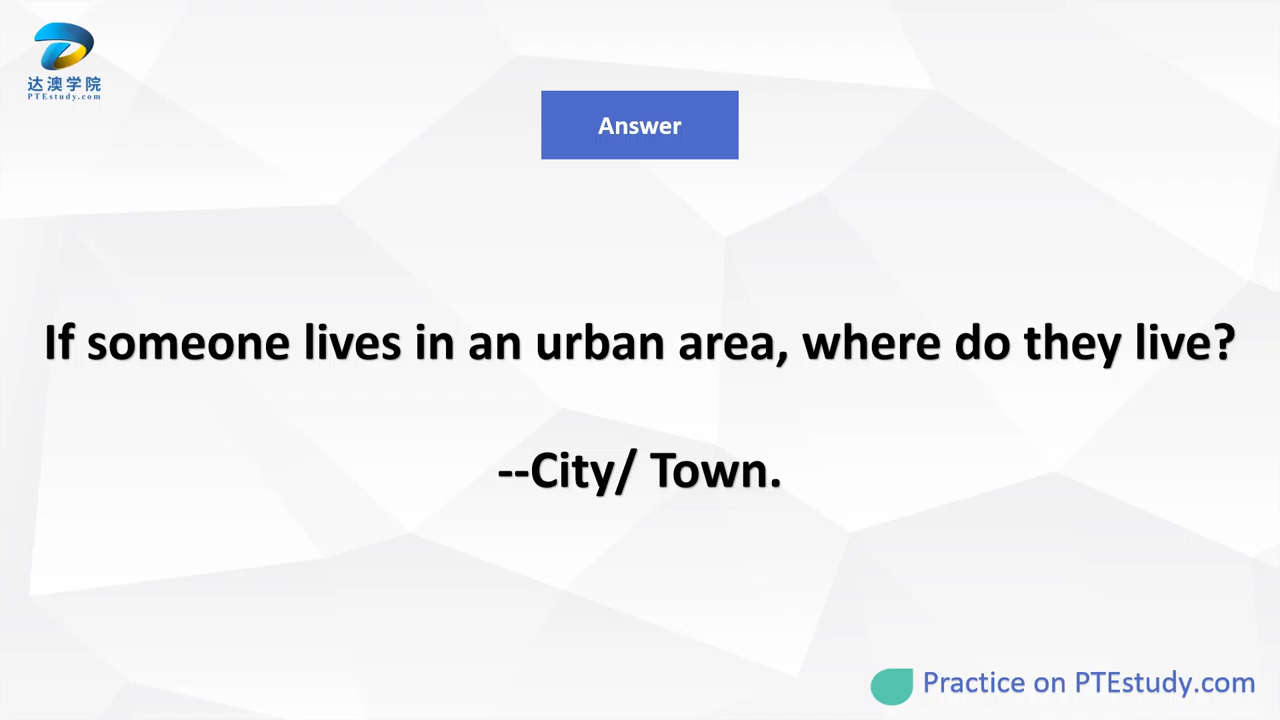 达澳学院
PTEstudy.com
Answer
If someone lives in an urban area, where do they live?
--City/ Town.
Practice on PTEstudy.com